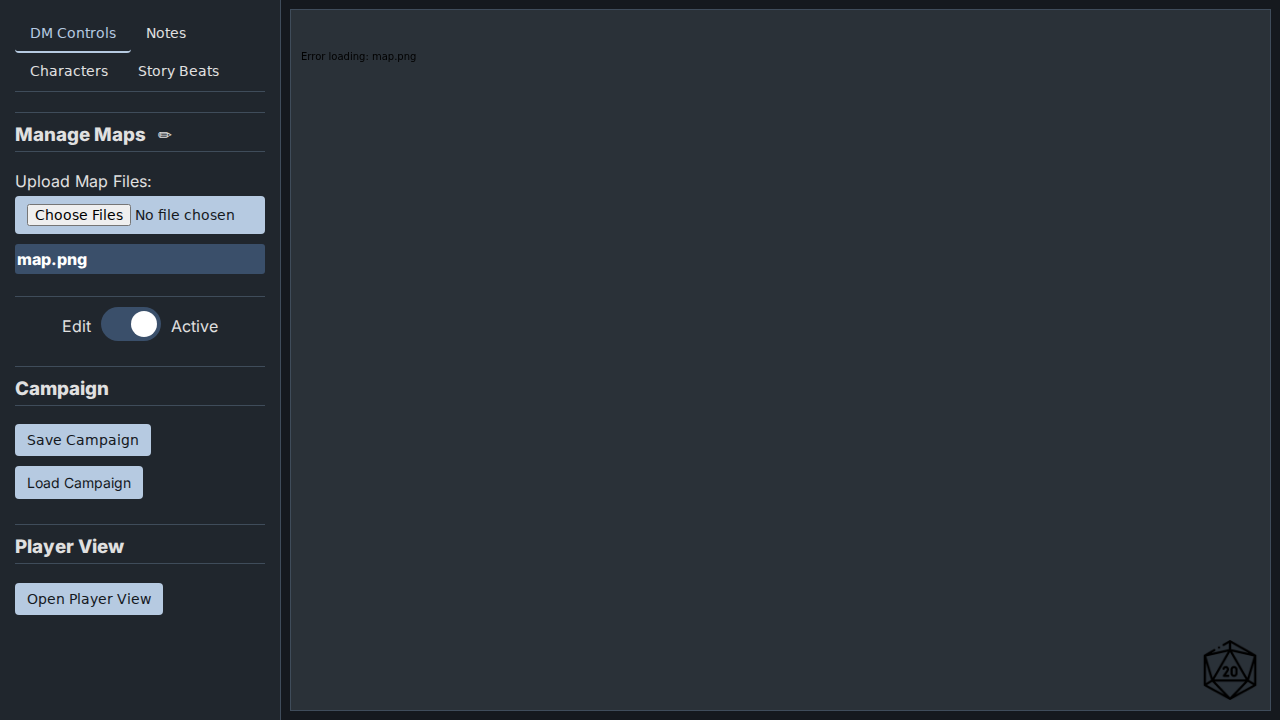 DM Controls Notes
Characters Story Beats
Manage Maps ✏
Upload Map Files:
Choose Files No file chosen
map.png
Edit Active
Campaign
Save Campaign
Load Campaign
Player View
Open Player View
Error loading: map.png
20